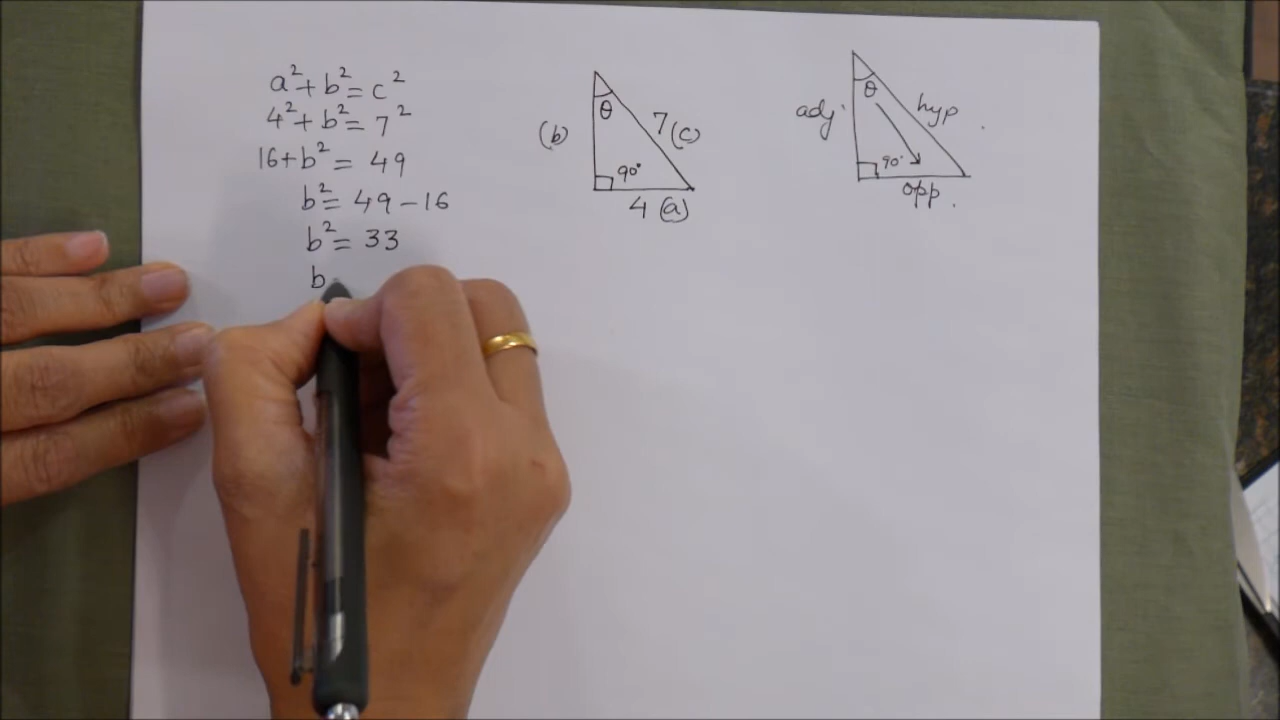 a²+b²=c²
4²+b²=7²
16+b²=49
b²=49-16
b²=33
b
θ
(b)
7(c)
90°
4(a)
θ
adj.
hyp
90°
opp.